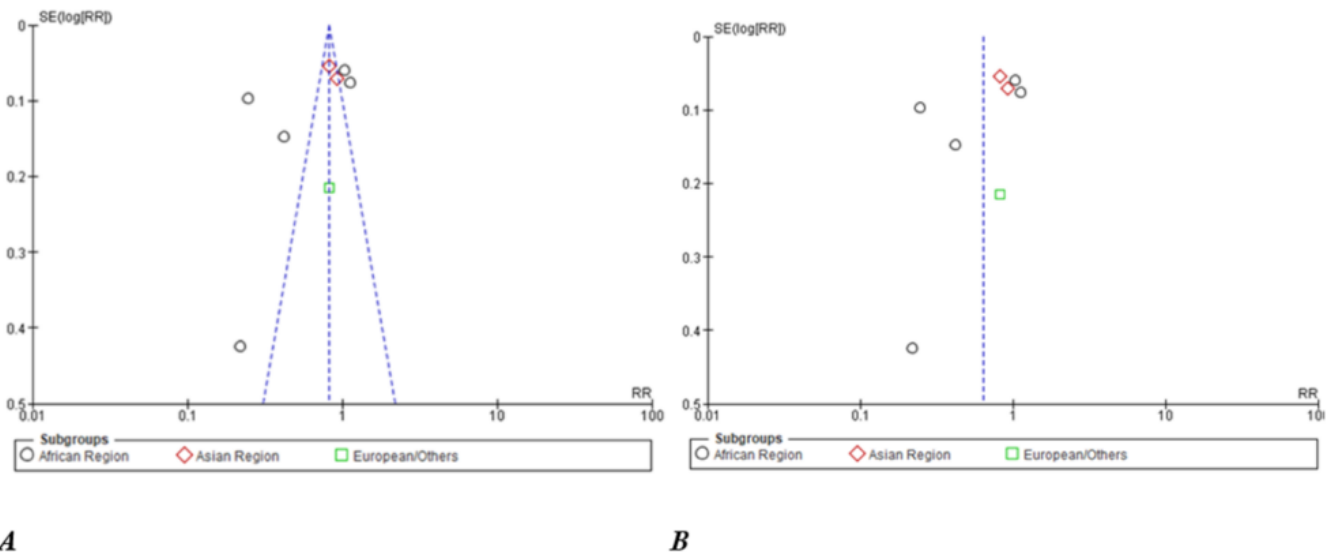 SE(log[RR])
0
0.1
0.2
0.3
0.4
0.5
0.01
0.1
1
10
100
RR
Subgroups
African Region
Asian Region
European/Others
A
SE(log[RR])
0
0.1
0.2
0.3
0.4
0.5
0.01
0.1
1
10
RR
Subgroups
African Region
Asian Region
European/Others
B